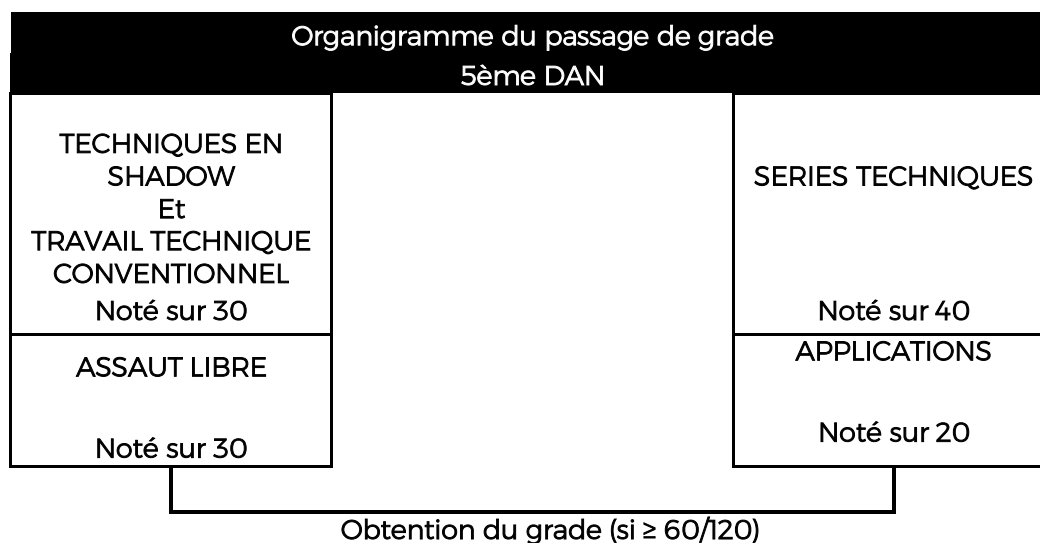 Organigramme du passage de grade
5ème DAN
TECHNIQUES EN
SHADOW
Et
TRAVAIL TECHNIQUE
CONVENTIONNEL
Noté sur 30
SERIES TECHNIQUES
Noté sur 40
ASSAUT LIBRE
Noté sur 30
APPLICATIONS
Noté sur 20
Obtention du grade (si ≥ 60/120)